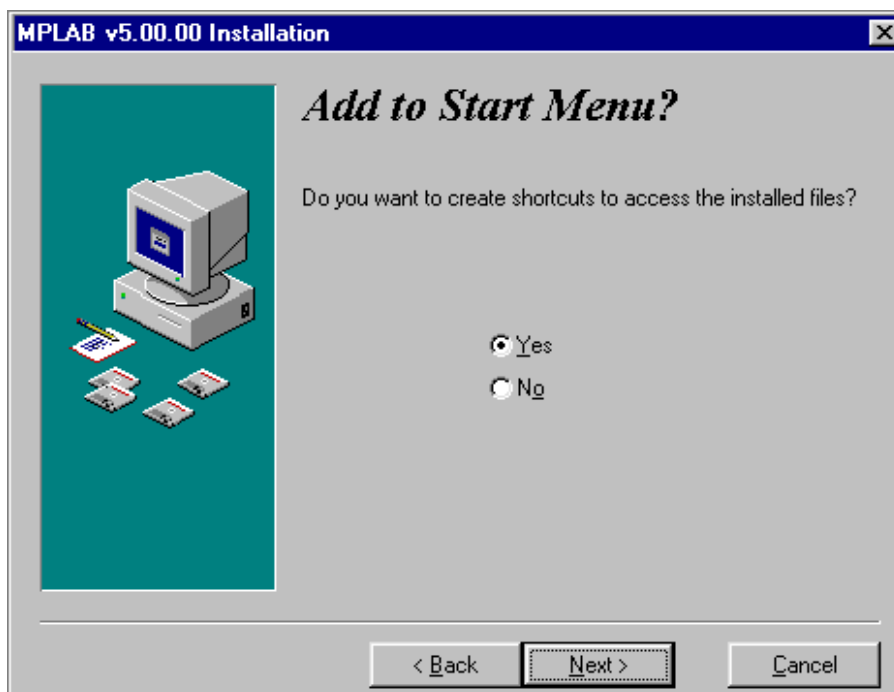 MPLAB v5.00.00 Installation
Add to Start Menu?
Do you want to create shortcuts to access the installed files?
Yes
No
< Back
Next >
Cancel